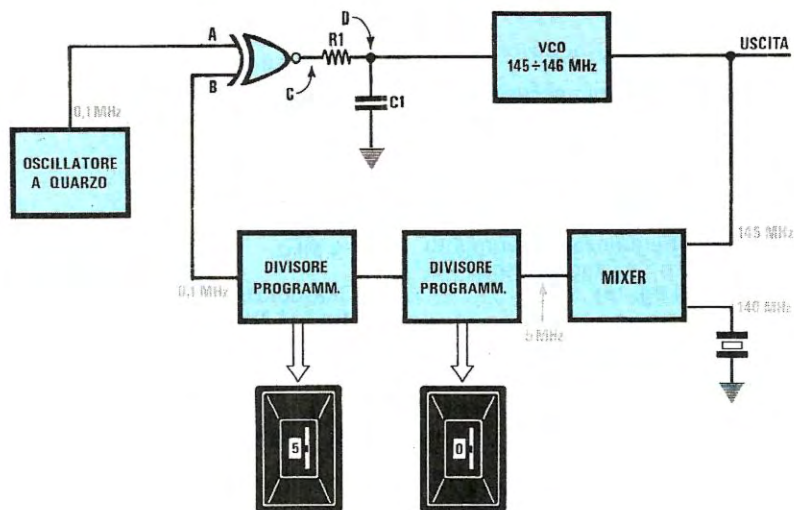 A
B
C
D
R1
C1
VCO
145÷146 MHz
USCITA
0,1 MHz
OSCILLATORE
A QUARZO
0,1 MHz
DIVISORE
PROGRAMM.
DIVISORE
PROGRAMM.
5 MHz
MIXER
145 MHz
140 MHz
5
0